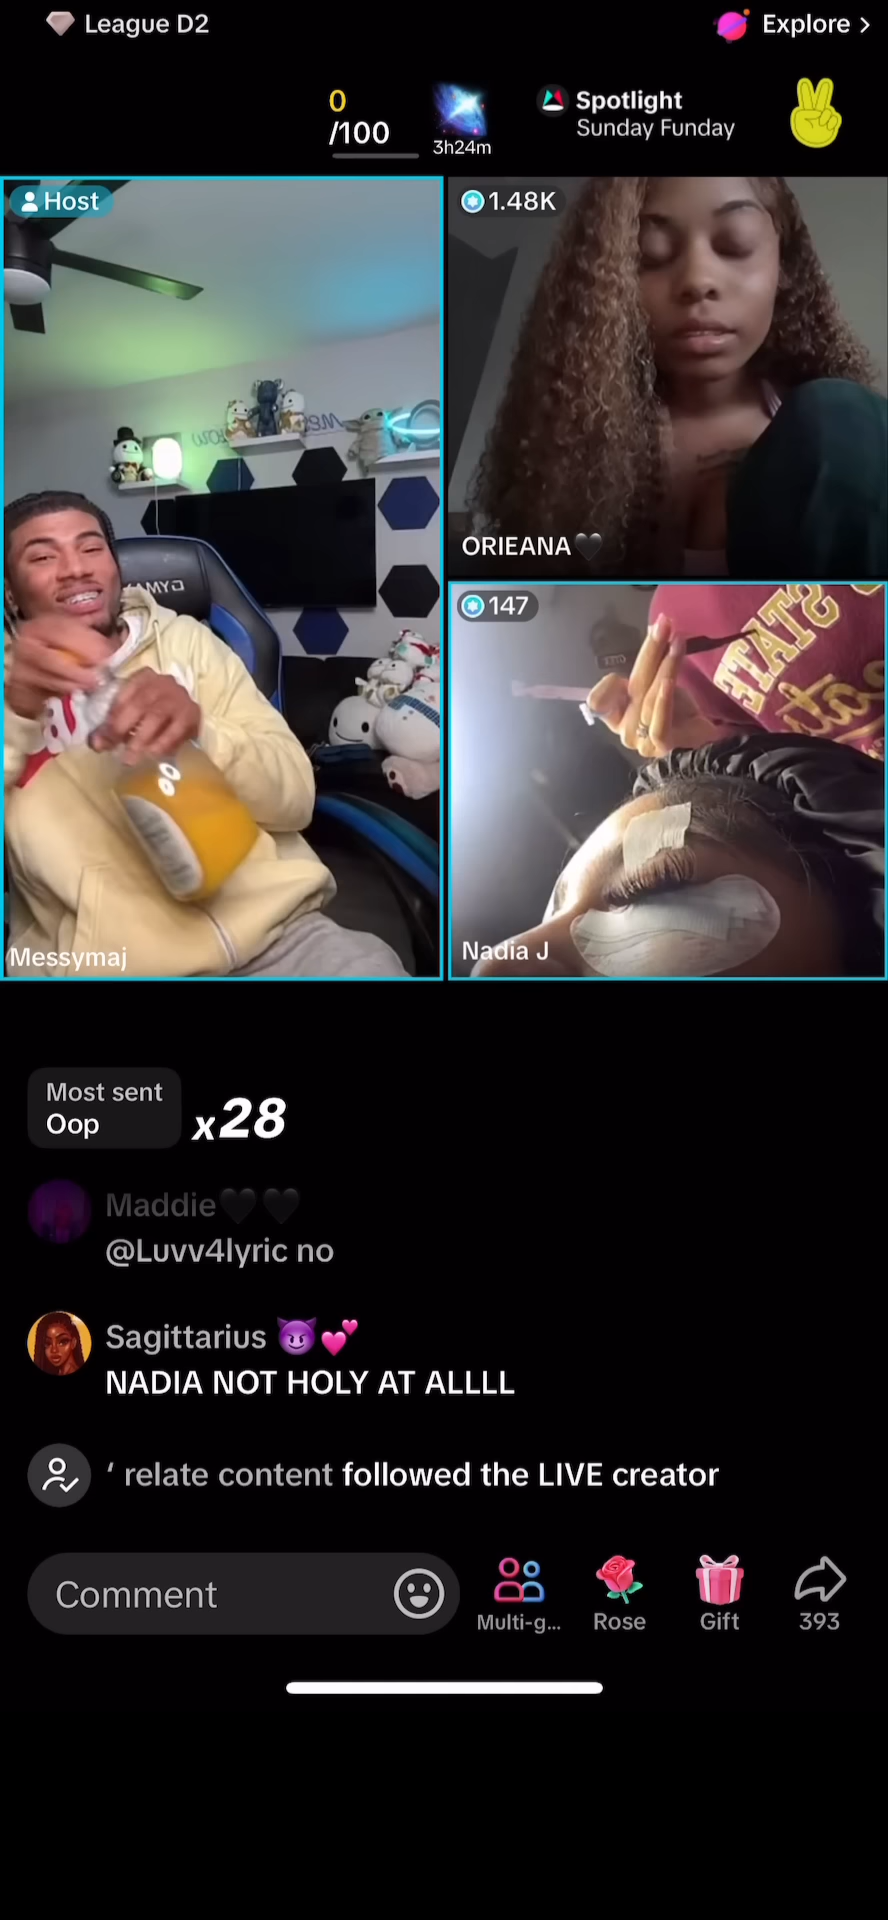 League D2
Explore >
0
/100
3h24m
Spotlight
Sunday Funday
Host
1.48K
ORIEANA🖤
147
STATE
Messymaj
Nadia J
Most sent
Oop
x28
Maddie🖤🖤
@Luvv4lyric no
Sagittarius 😈💕
NADIA NOT HOLY AT ALLLL
‘ relate content followed the LIVE creator
Comment
Multi-g...
Rose
Gift
393